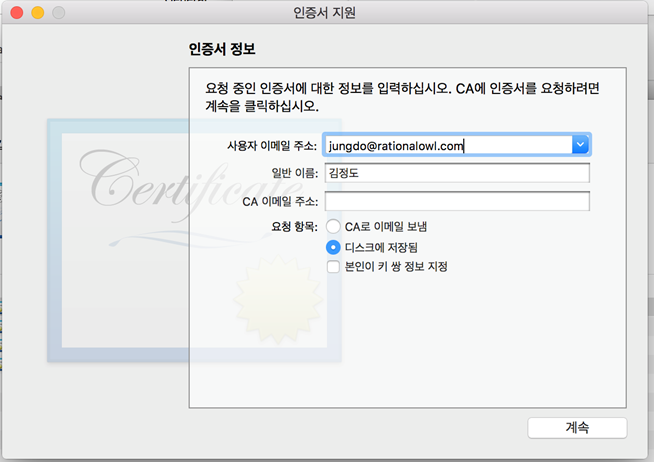 인증서 지원
인증서 정보
요청 중인 인증서에 대한 정보를 입력하십시오. CA에 인증서를 요청하려면
계속을 클릭하십시오.
사용자 이메일 주소: jungdo@rationalowl.com
일반 이름: 김정도
CA 이메일 주소:
요청 항목: CA로 이메일 보냄
디스크에 저장됨
본인이 키 쌍 정보 지정
Certificate
계속